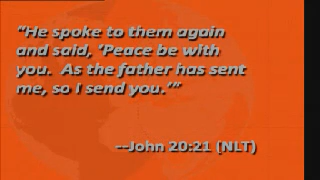 "He spoke to them again
and said, 'Peace be with
you.  As the father has sent
me, so I send you.'"
--John 20:21 (NLT)